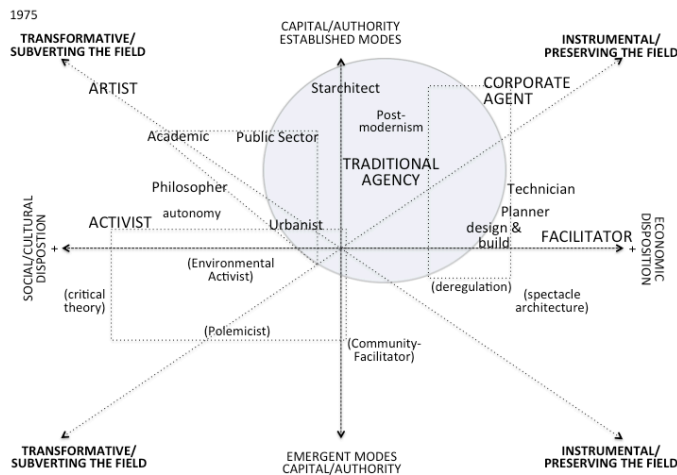 1975
CAPITAL/AUTHORITY
ESTABLISHED MODES
TRANSFORMATIVE/
SUBVERTING THE FIELD
INSTRUMENTAL/
PRESERVING THE FIELD
ARTIST
Starchitect
CORPORATE
AGENT
Post-
modernism
Academic
Public Sector
TRADITIONAL
AGENCY
Philosopher
Technician
autonomy
Planner
ACTIVIST
Urbanist
design &
build
FACILITATOR
SOCIAL/CULTURAL
DISPOSTION
+
+
ECONOMIC
DISPOSITION
(Environmental
Activist)
(critical
theory)
(deregulation)
(spectacle
architecture)
(Polemicist)
(Community-
Facilitator)
TRANSFORMATIVE/
SUBVERTING THE FIELD
EMERGENT MODES
CAPITAL/AUTHORITY
INSTRUMENTAL/
PRESERVING THE FIELD